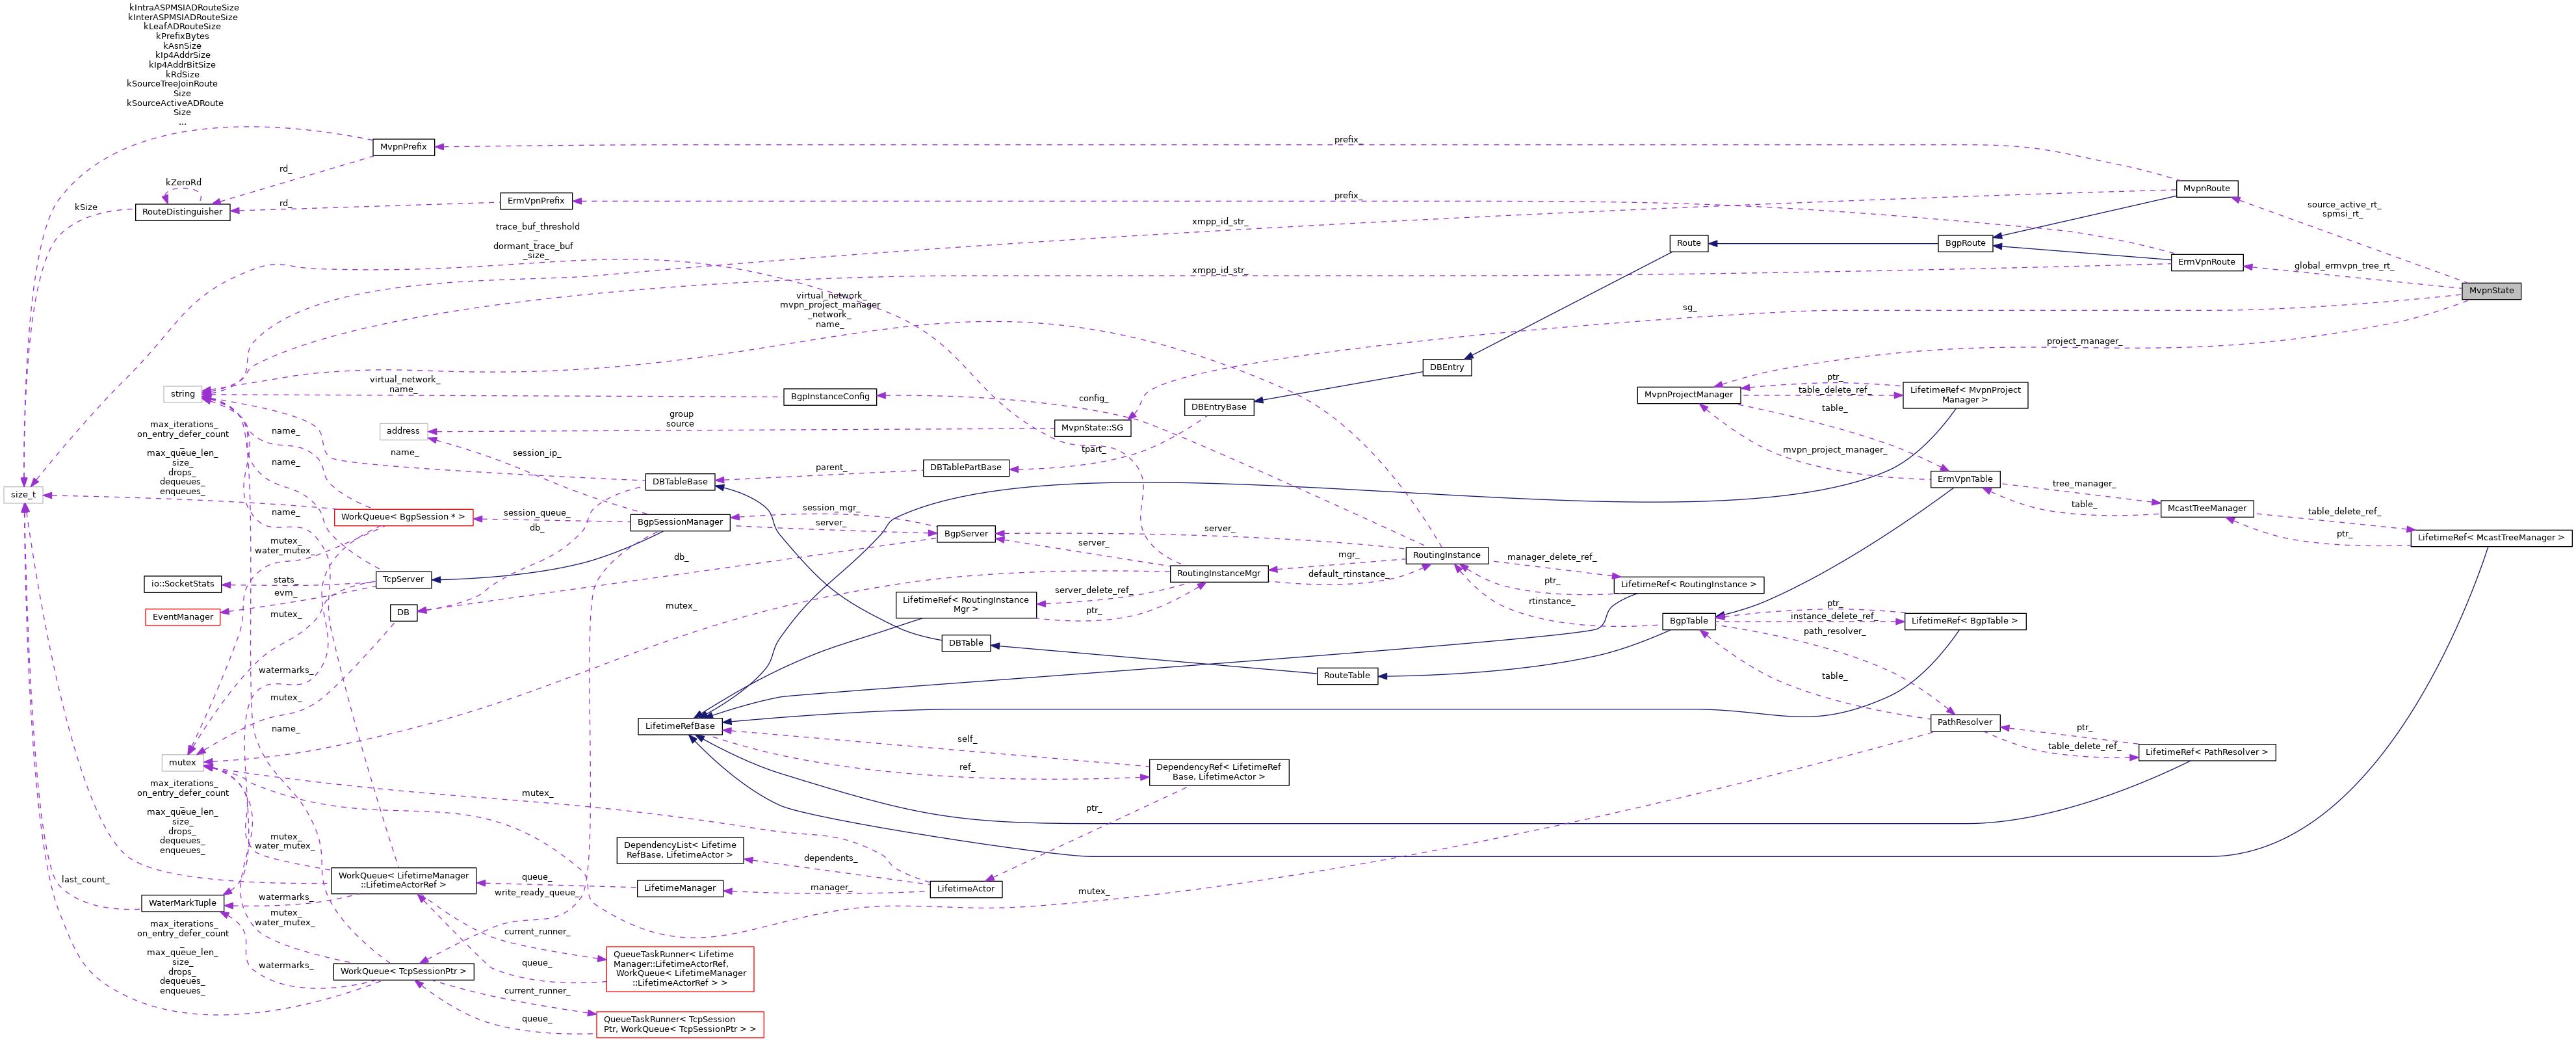 kIntraASPMSIADRouteSize
kInterASPMSIADRouteSize
kLeafADRouteSize
kPrefixBytes
kAsnSize
kIp4AddrSize
kIp4AddrBitSize
kRdSize
kSourceTreeJoinRoute
Size
kSourceActiveADRoute
Size
...
MvpnPrefix
prefix_
rd_
kZeroRd
MvpnRoute
kSize
RouteDistinguisher
rd_
ErmVpnPrefix
prefix_
source_active_rt_
spmsi_rt_
trace_buf_threshold
_
dormant_trace_buf
_size_
xmpp_id_str_
Route
BgpRoute
ErmVpnRoute
global_ermvpn_tree_rt_
xmpp_id_str_
MvpnState
virtual_network_
mvpn_project_manager
_network_
name_
sg_
project_manager_
DBEntry
string
virtual_network_
name_
BgpInstanceConfig
config_
DBEntryBase
MvpnProjectManager
ptr_
table_delete_ref_
LifetimeRef< MvpnProject
Manager >
table_
max_iterations_
on_entry_defer_count
_
max_queue_len_
size_
drops_
dequeues_
enqueues_
name_
address
group
source
MvpnState::SG
session_ip_
name_
tpart_
mvpn_project_manager_
name_
parent_
DBTablePartBase
DBTableBase
ErmVpnTable
tree_manager_
size_t
table_
McastTreeManager
table_delete_ref_
ptr_
LifetimeRef< McastTreeManager >
WorkQueue< BgpSession * >
session_queue_
BgpSessionManager
session_mgr_
server_
name_
db_
BgpServer
server_
server_
RoutingInstance
mutex_
water_mutex_
db_
mgr_
manager_delete_ref_
RoutingInstanceMgr
default_rtinstance_
ptr_
LifetimeRef< RoutingInstance >
io::SocketStats
stats_
TcpServer
evm_
server_delete_ref_
ptr_
LifetimeRef< RoutingInstance
Mgr >
rtinstance_
EventManager
mutex_
DB
mutex_
BgpTable
ptr_
instance_delete_ref_
path_resolver_
LifetimeRef< BgpTable >
DBTable
watermarks_
RouteTable
table_
mutex_
name_
LifetimeRefBase
PathResolver
ptr_
table_delete_ref_
LifetimeRef< PathResolver >
self_
mutex
ref_
DependencyRef< LifetimeRef
Base, LifetimeActor >
max_iterations_
on_entry_defer_count
_
max_queue_len_
size_
drops_
dequeues_
enqueues_
mutex_
ptr_
mutex_
water_mutex_
DependencyList< Lifetime
RefBase, LifetimeActor >
dependents_
last_count_
WorkQueue< LifetimeManager
::LifetimeActorRef >
queue_
write_ready_queue_
LifetimeManager
manager_
LifetimeActor
mutex_
WaterMarkTuple
watermarks_
mutex_
water_mutex_
max_iterations_
on_entry_defer_count
_
max_queue_len_
size_
drops_
dequeues_
enqueues_
current_runner_
QueueTaskRunner< Lifetime
Manager::LifetimeActorRef,
WorkQueue< LifetimeManager
::LifetimeActorRef > >
queue_
watermarks_
WorkQueue< TcpSessionPtr >
current_runner_
queue_
QueueTaskRunner< TcpSession
Ptr, WorkQueue< TcpSessionPtr > >